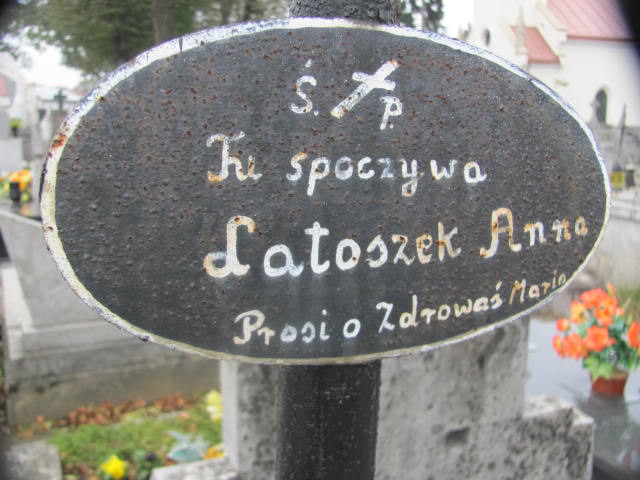 Ś. P.
Tu spoczywa
Latoszek Anna
Prosi o Zdrowaś Mario